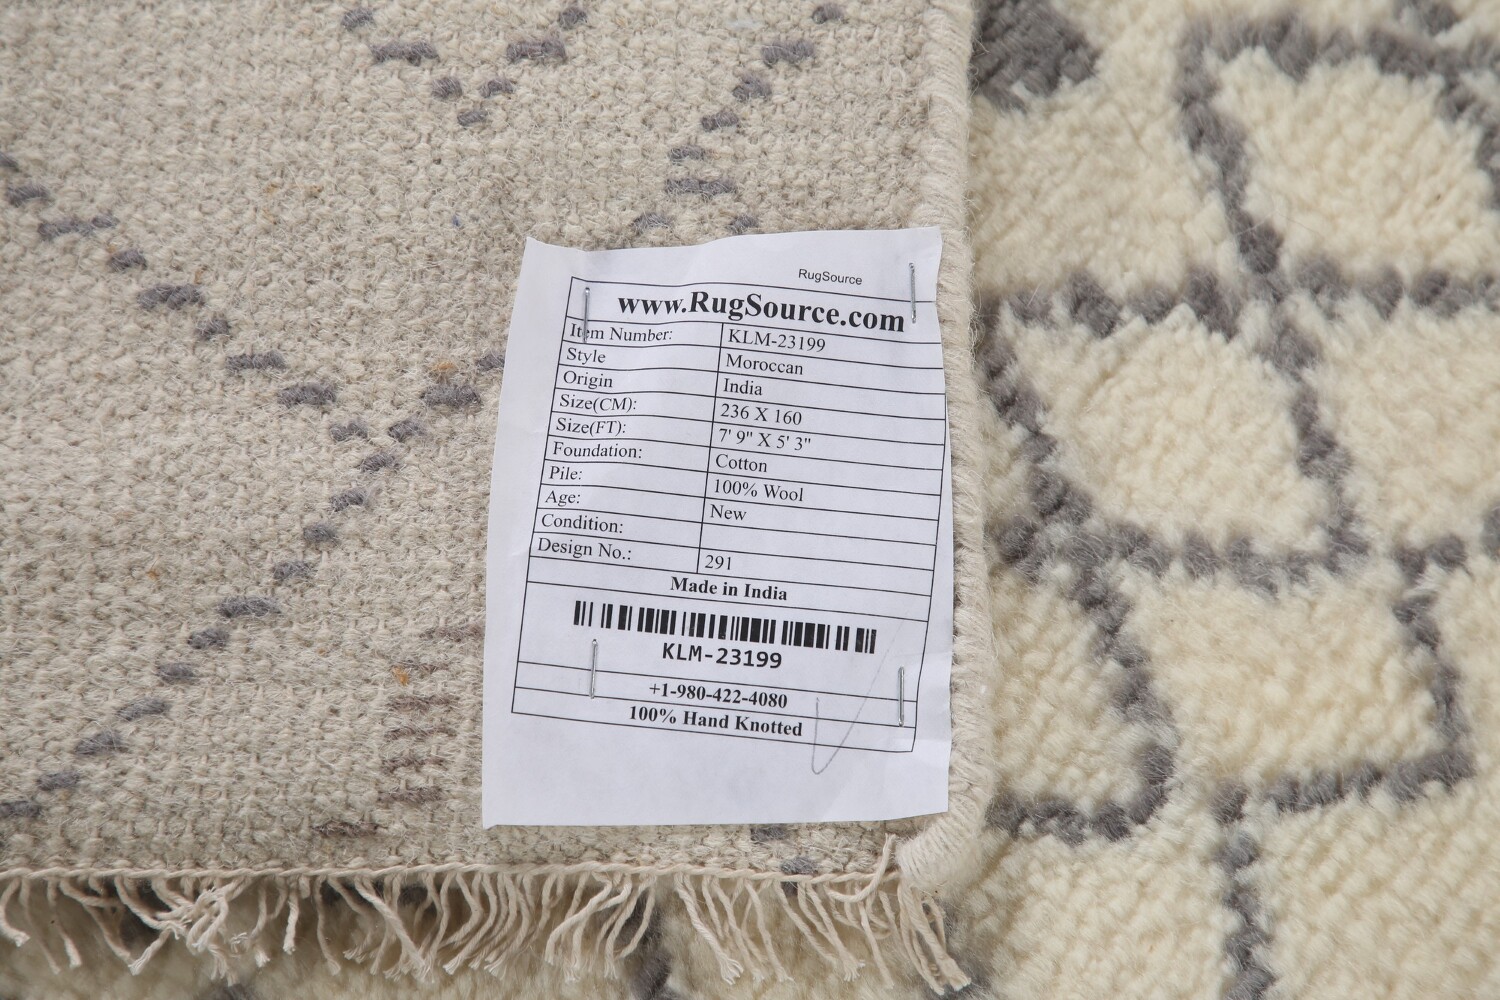 RugSource
www.RugSource.com
Item Number: KLM-23199
Style Moroccan
Origin India
Size(CM): 236 X 160
Size(FT): 7' 9" X 5' 3"
Foundation: Cotton
Pile: 100% Wool
Age: New
Condition:
Design No.: 291
Made in India
KLM-23199
+1-980-422-4080
100% Hand Knotted